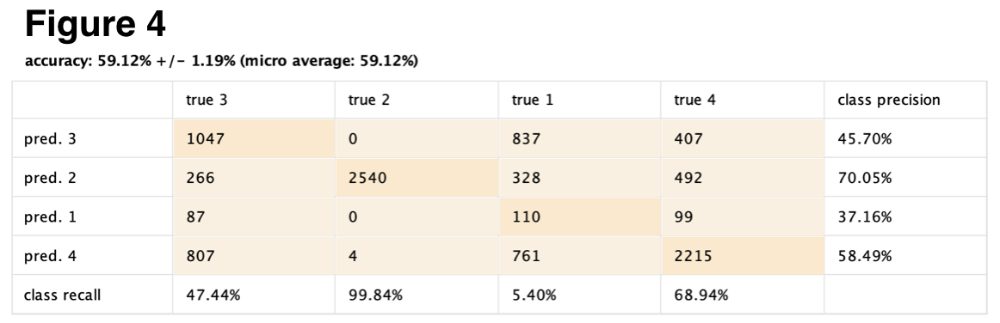 Figure 4
accuracy: 59.12% +/- 1.19% (micro average: 59.12%)
true 3 true 2 true 1 true 4 class precision
pred. 3 1047 0 837 407 45.70%
pred. 2 266 2540 328 492 70.05%
pred. 1 87 0 110 99 37.16%
pred. 4 807 4 761 2215 58.49%
class recall 47.44% 99.84% 5.40% 68.94%